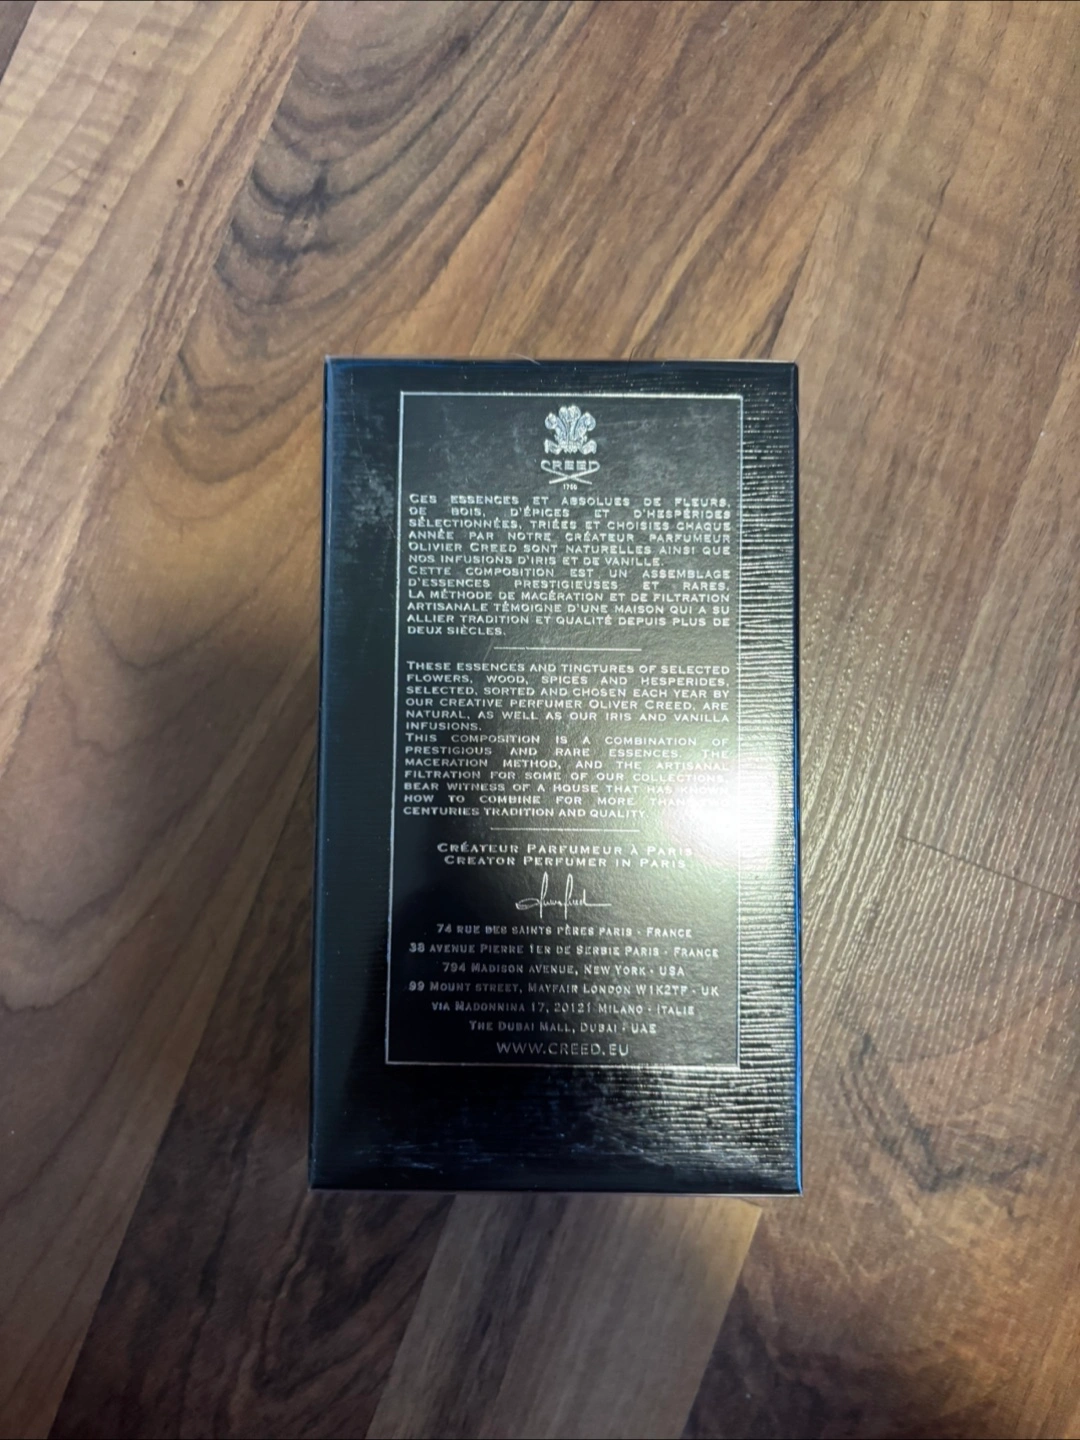 CREED
1760
CES ESSENCES ET ABSOLUES DE FLEURS,
DE BOIS, D'ÉPICES ET D'HESPÉRIDES
SÉLECTIONNÉES, TRIÉES ET CHOISIES CHAQUE
ANNÉE PAR NOTRE CRÉATEUR PARFUMEUR
OLIVIER CREED SONT NATURELLES AINSI QUE
NOS INFUSIONS D'IRIS ET DE VANILLE.
CETTE COMPOSITION EST UN ASSEMBLAGE
D'ESSENCES PRESTIGIEUSES ET RARES.
LA MÉTHODE DE MACÉRATION ET DE FILTRATION
ARTISANALE TÉMOIGNE D'UNE MAISON QUI A SU
ALLIER TRADITION ET QUALITÉ DEPUIS PLUS DE
DEUX SIÈCLES.
THESE ESSENCES AND TINCTURES OF SELECTED
FLOWERS, WOOD, SPICES AND HESPERIDES,
SELECTED, SORTED AND CHOSEN EACH YEAR BY
OUR CREATIVE PERFUMER OLIVER CREED, ARE
NATURAL, AS WELL AS OUR IRIS AND VANILLA
INFUSIONS.
THIS COMPOSITION IS A COMBINATION OF
PRESTIGIOUS AND RARE ESSENCES. THE
MACERATION METHOD, AND THE ARTISANAL
FILTRATION FOR SOME OF OUR COLLECTIONS,
BEAR WITNESS OF A HOUSE THAT HAS KNOWN
HOW TO COMBINE FOR MORE THAN
CENTURIES TRADITION AND QUALITY.
CRÉATEUR PARFUMEUR À PARIS
CREATOR PERFUMER IN PARIS
74 RUE DES SAINTS PÈRES PARIS - FRANCE
38 AVENUE PIERRE 1ER DE SERBIE PARIS - FRANCE
794 MADISON AVENUE, NEW YORK - USA
99 MOUNT STREET, MAYFAIR LONDON W1K2TF - UK
VIA MADONNINA 17, 20121 MILANO - ITALIE
THE DUBAI MALL, DUBAI - UAE
WWW.CREED.EU